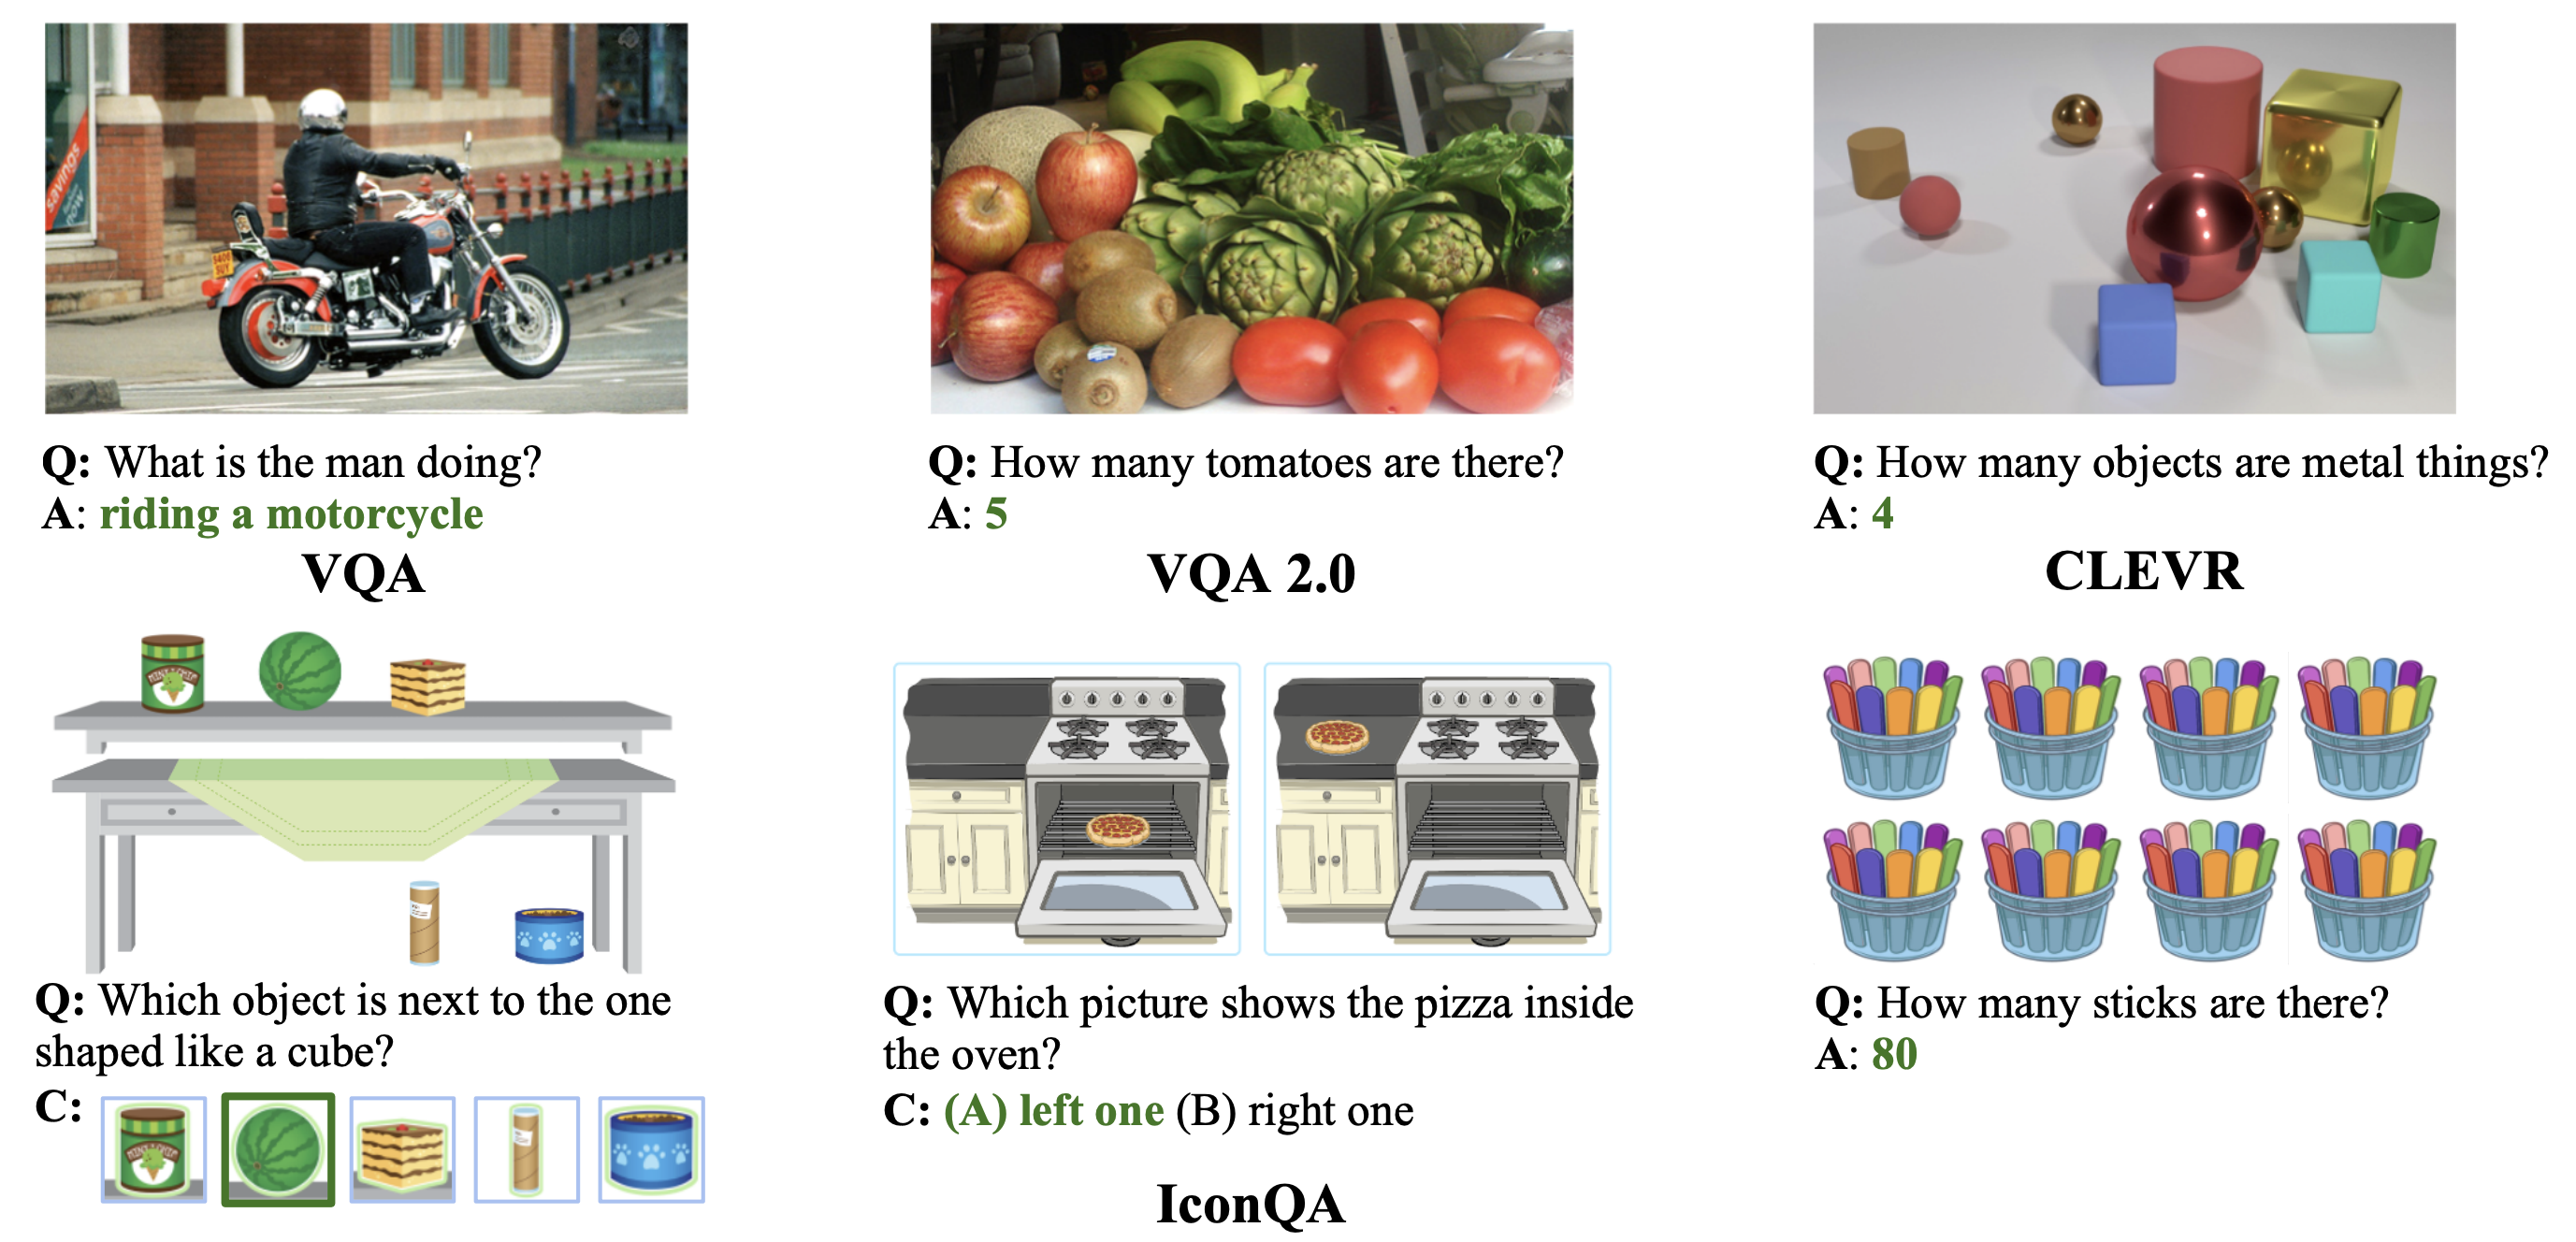 savings
now
Q: What is the man doing?
A: riding a motorcycle
VQA
Q: How many tomatoes are there?
A: 5
VQA 2.0
Q: How many objects are metal things?
A: 4
CLEVR
Q: Which object is next to the one
shaped like a cube?
C:
Q: Which picture shows the pizza inside
the oven?
C: (A) left one (B) right one
Q: How many sticks are there?
A: 80
IconQA